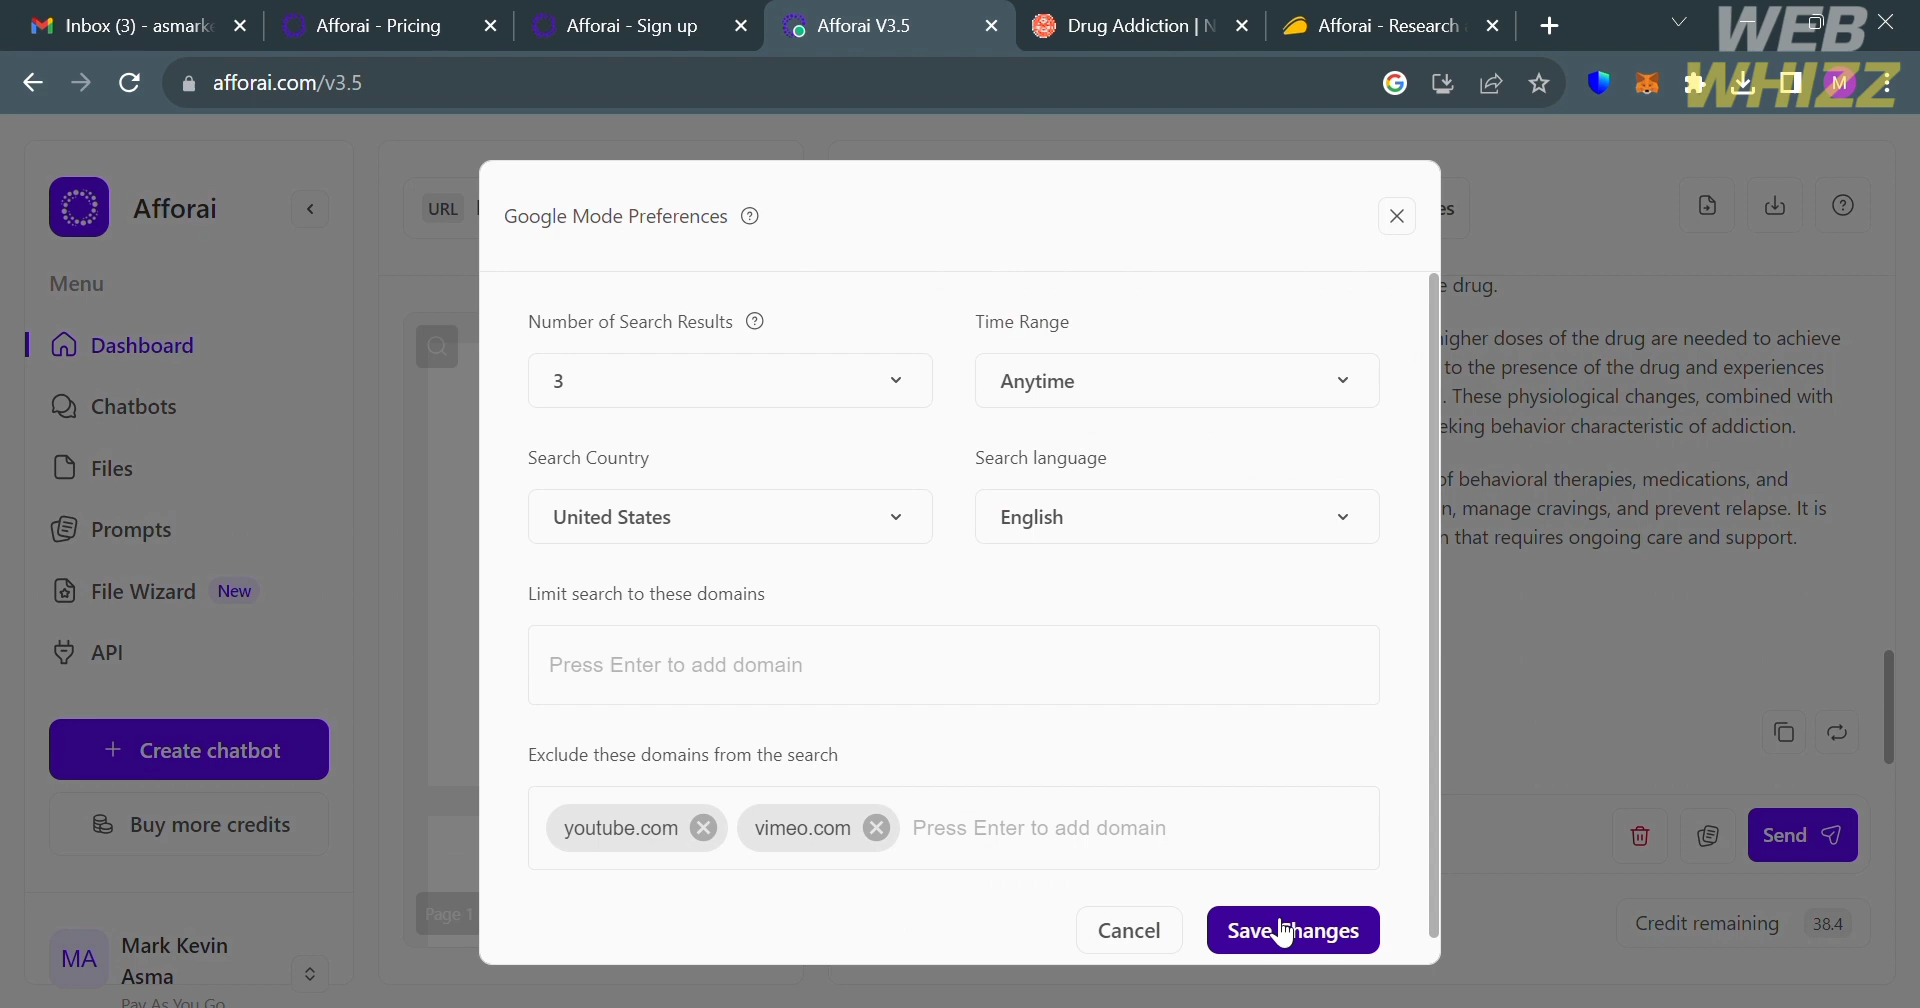 Inbox (3) - asmark
Afforai - Pricing
Afforai - Sign up
Afforai V3.5
Drug Addiction | N
Afforai - Research
WEB
WHIZZ
afforai.com/v3.5
M
Afforai
Menu
Dashboard
Chatbots
Files
Prompts
File Wizard New
API
+ Create chatbot
Buy more credits
MA
Mark Kevin
Asma
Pay As You Go
URL
Page 1
Google Mode Preferences
Number of Search Results
3
Time Range
Anytime
Search Country
United States
Search language
English
Limit search to these domains
Press Enter to add domain
Exclude these domains from the search
youtube.com
vimeo.com
Press Enter to add domain
Cancel
Save Changes
es
e drug.
igher doses of the drug are needed to achieve
to the presence of the drug and experiences
. These physiological changes, combined with
eking behavior characteristic of addiction.
of behavioral therapies, medications, and
n, manage cravings, and prevent relapse. It is
that requires ongoing care and support.
Send
Credit remaining 38.4